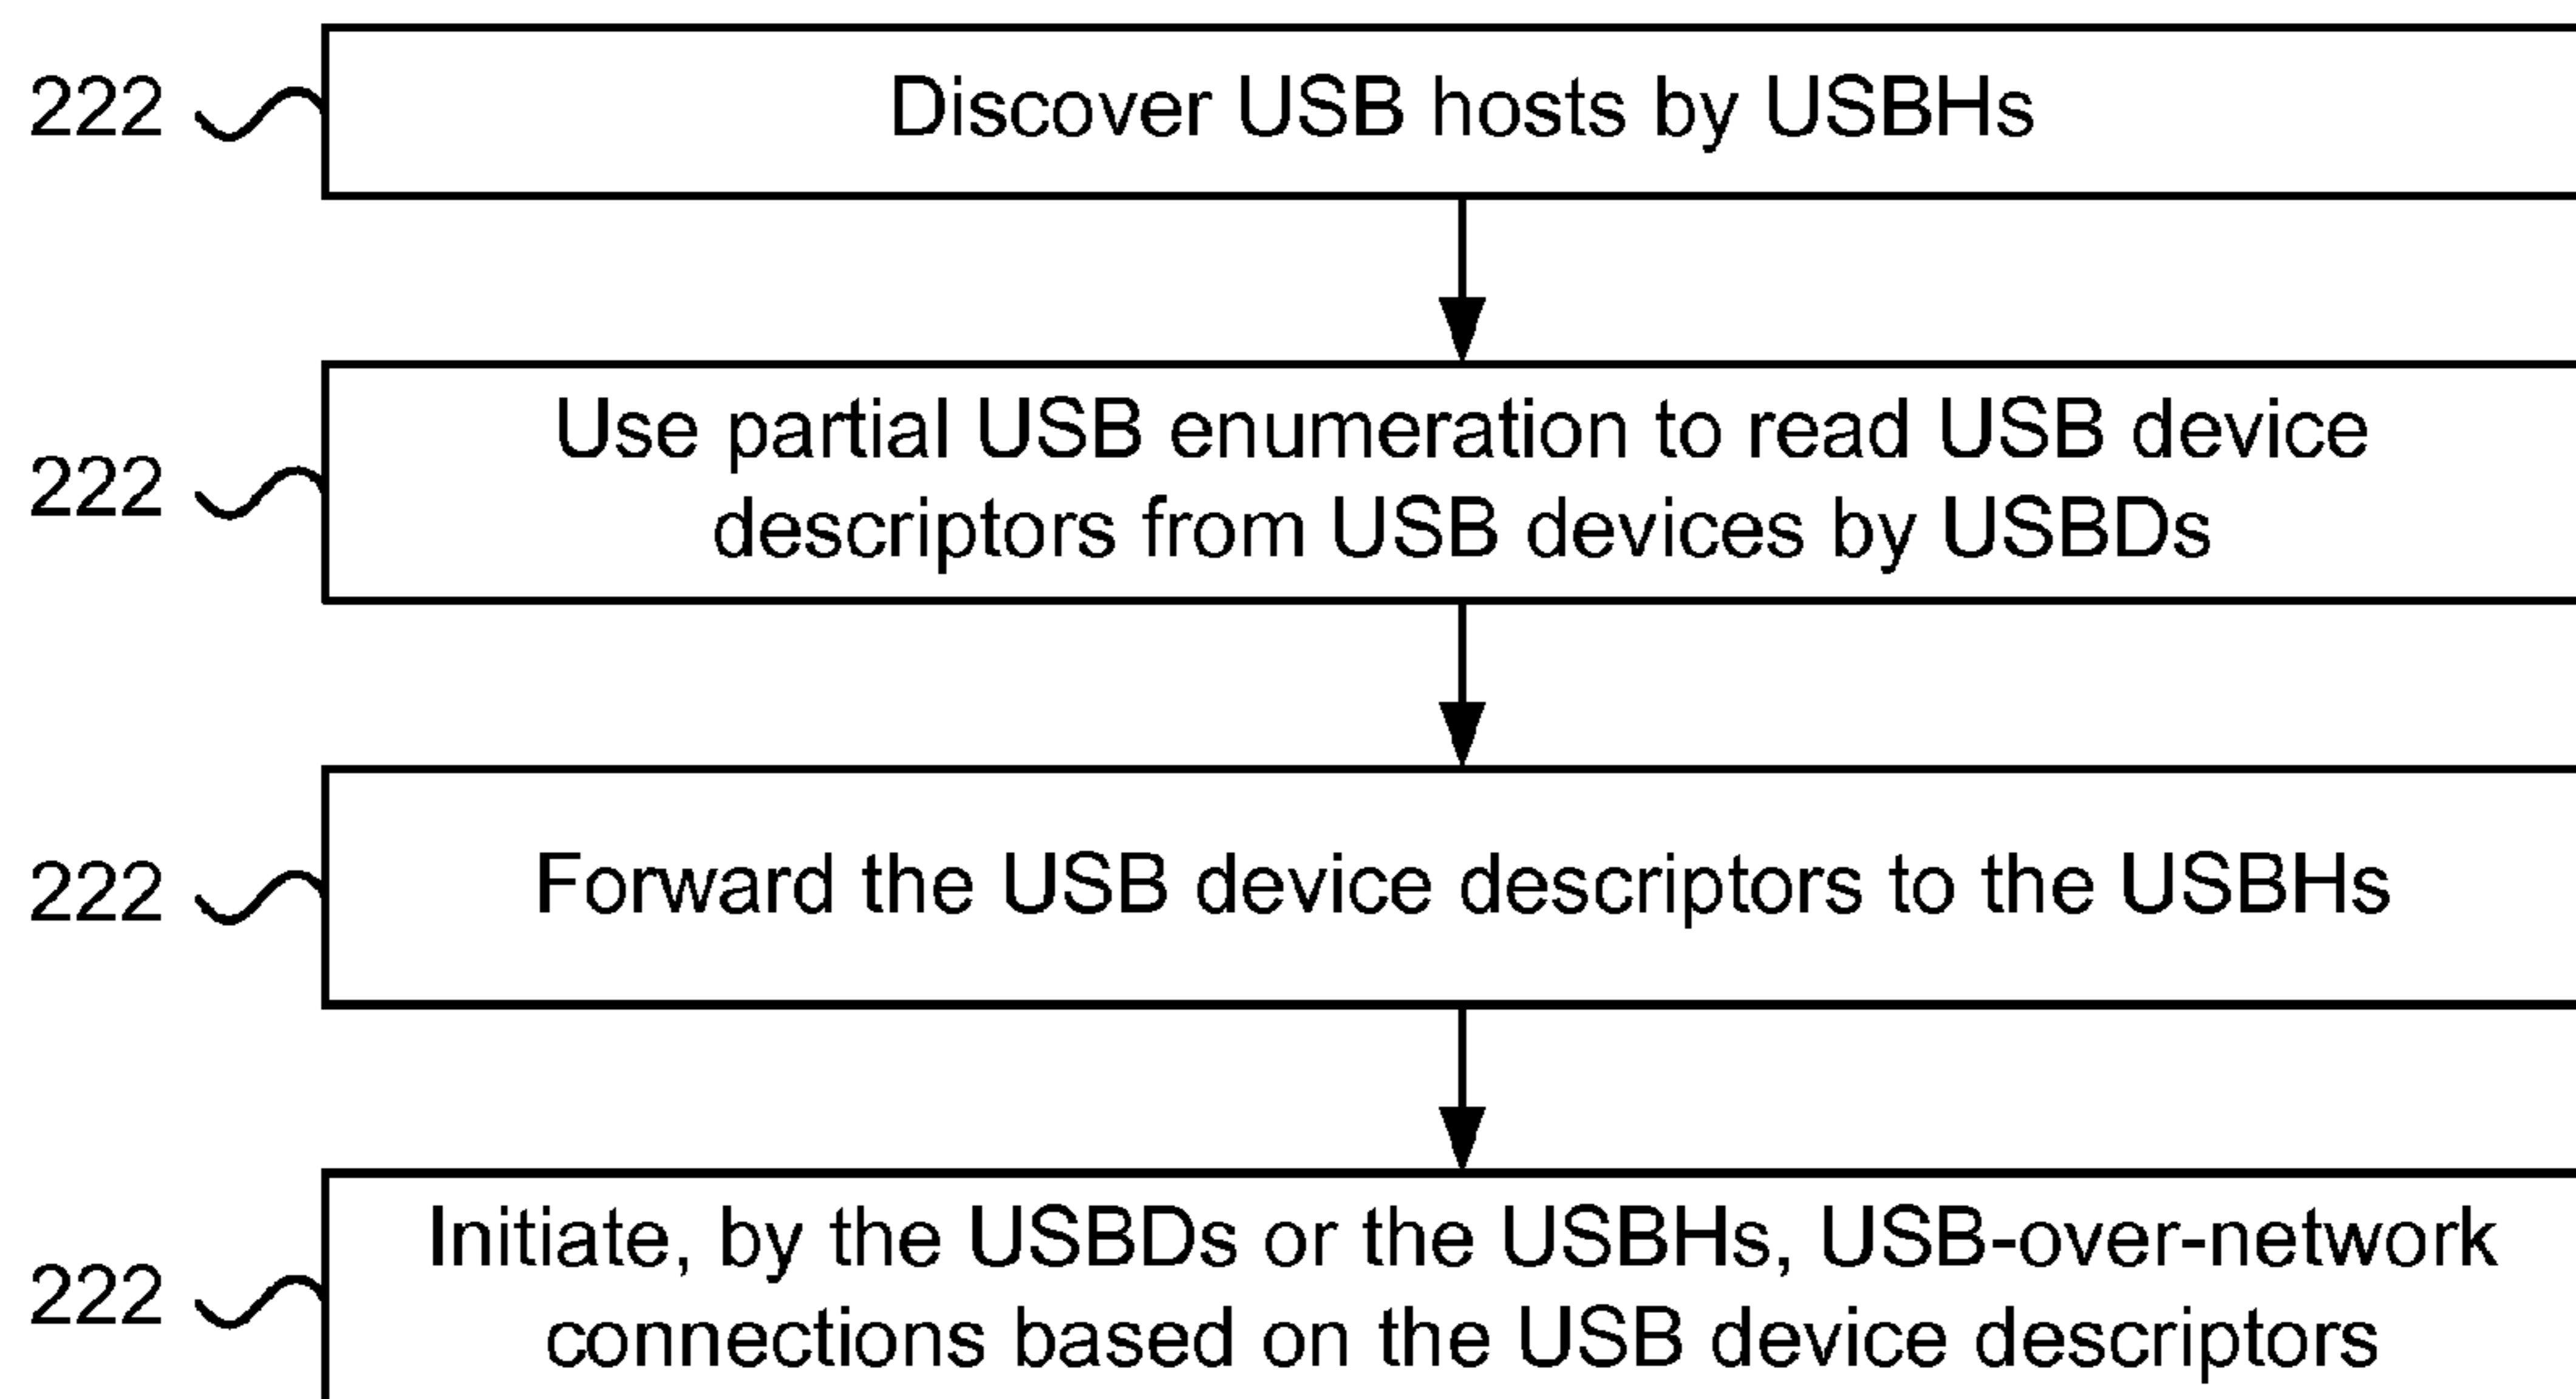 222
Discover USB hosts by USBHs
222
Use partial USB enumeration to read USB device
descriptors from USB devices by USBDs
222
Forward the USB device descriptors to the USBHs
222
Initiate, by the USBDs or the USBHs, USB-over-network
connections based on the USB device descriptors